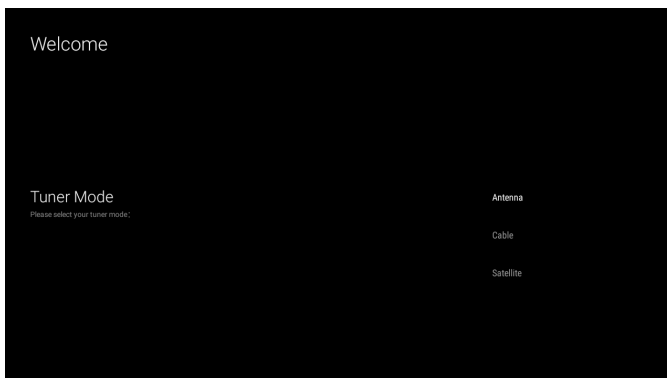 Welcome
Tuner Mode
Please select your tuner mode:
Antenna
Cable
Satellite